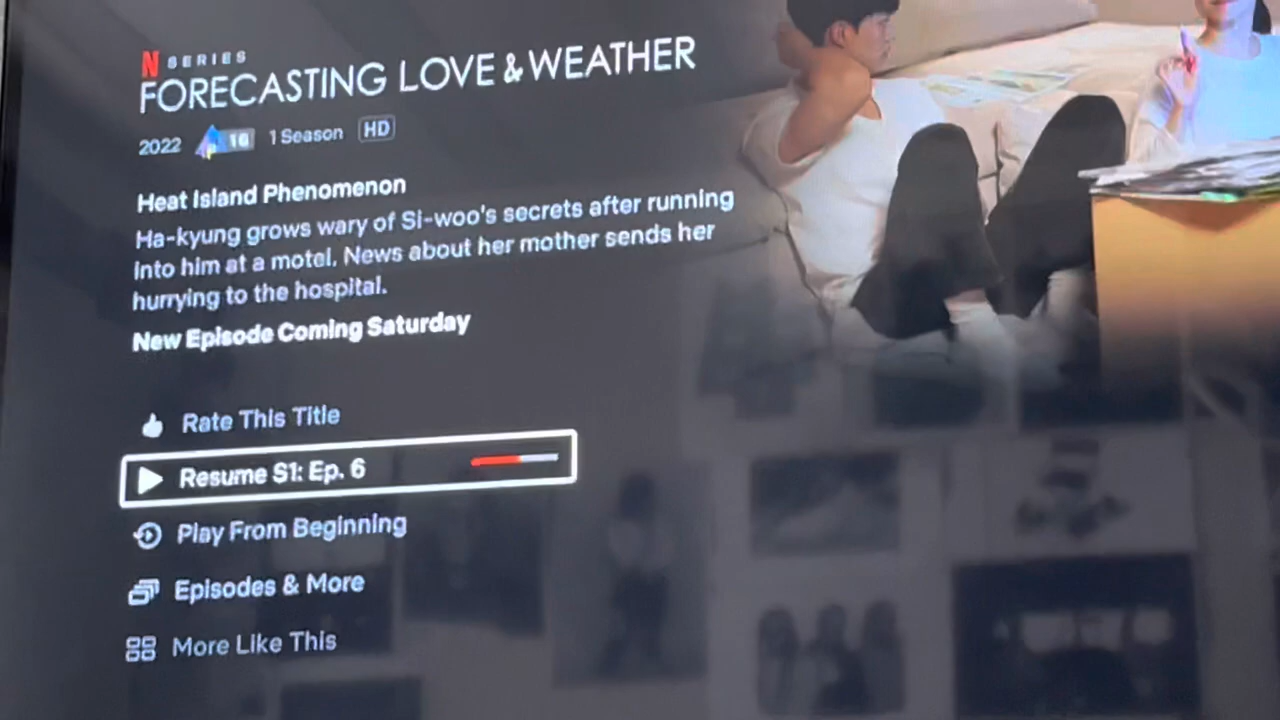 N SERIES
FORECASTING LOVE & WEATHER
2022 16 1 Season HD
Heat Island Phenomenon
Ha-kyung grows wary of Si-woo's secrets after running
into him at a motel. News about her mother sends her
hurrying to the hospital.
New Episode Coming Saturday
Rate This Title
Resume S1: Ep. 6
Play From Beginning
Episodes & More
More Like This